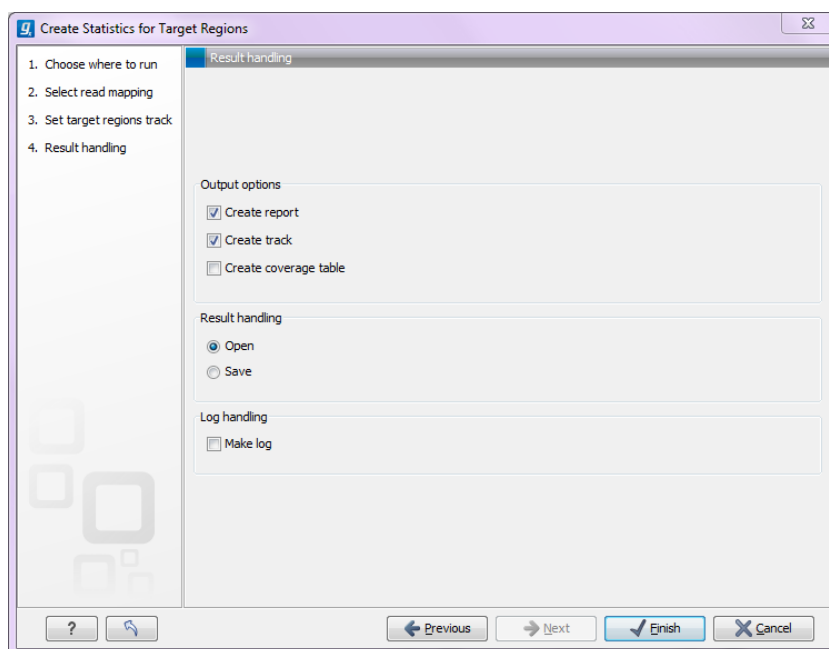 Create Statistics for Target Regions
1. Choose where to run
2. Select read mapping
3. Set target regions track
4. Result handling
Result handling
Output options
Create report
Create track
Create coverage table
Result handling
Open
Save
Log handling
Make log
?
Previous
Next
Finish
Cancel